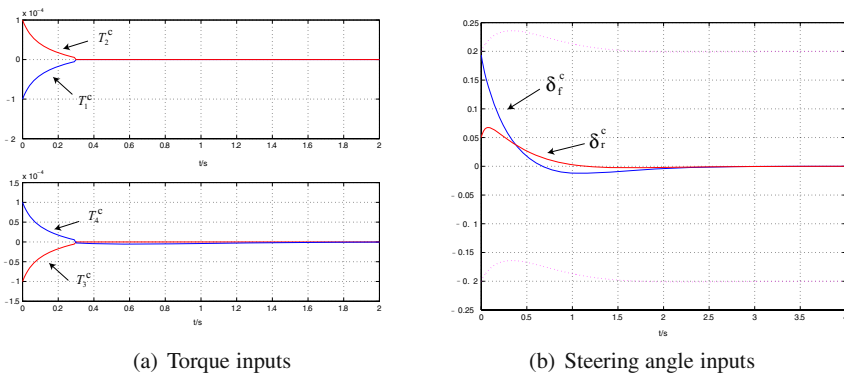 x 10⁻⁴
1
0
− 1
− 2
T₂ᶜ
T₁ᶜ
0 0.2 0.4 0.6 0.8 1 1.2 1.4 1.6 1.8 2
t/s
x 10⁻⁴
1.5
1
0.5
0
− 0.5
− 1
− 1.5
T₄ᶜ
T₃ᶜ
0 0.2 0.4 0.6 0.8 1 1.2 1.4 1.6 1.8 2
t/s
(a) Torque inputs
0.25
0.2
0.15
0.1
0.05
0
− 0.05
− 0. 1
− 0. 15
− 0. 2
− 0. 25
δ_f^c
δ_r^c
0 0.5 1 1.5 2 2.5 3 3.5 4
t/s
(b) Steering angle inputs